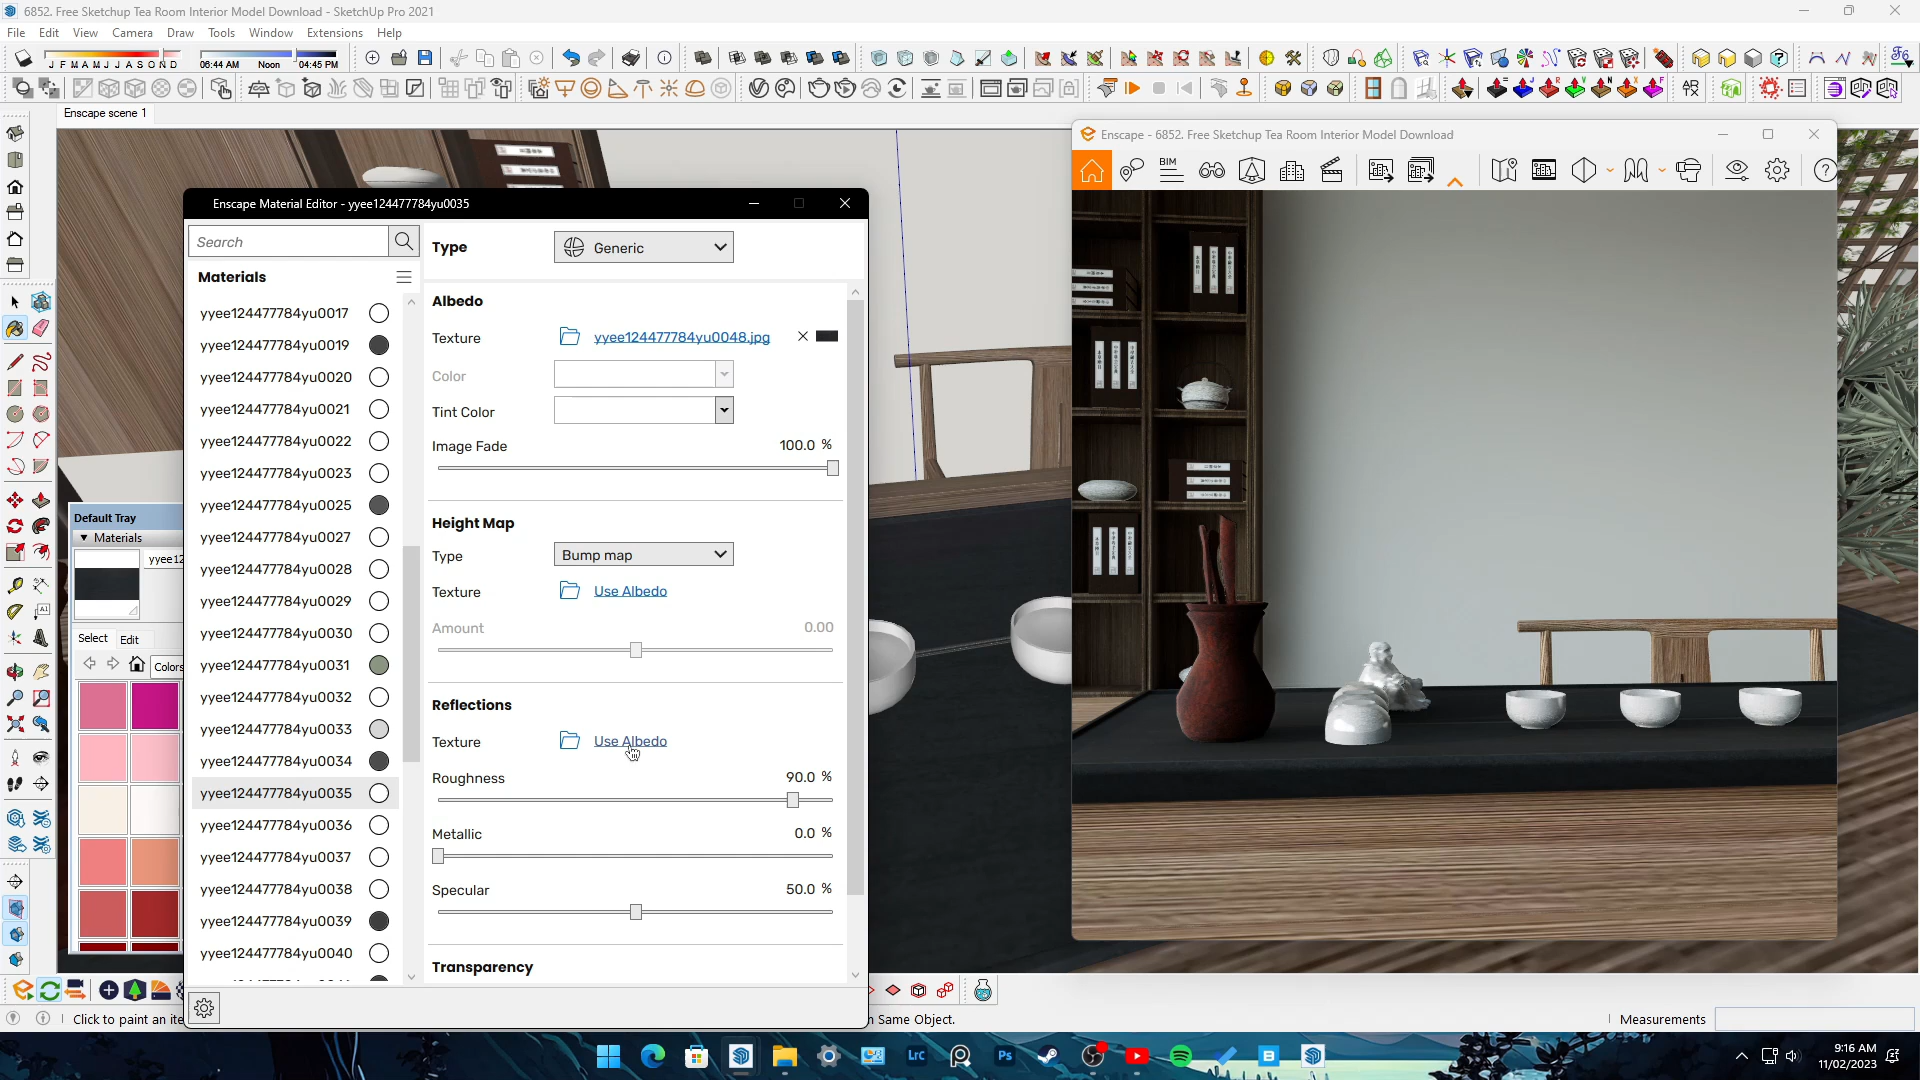 6852. Free Sketchup Tea Room Interior Model Download - SketchUp Pro 2021
File Edit View Camera Draw Tools Window Extensions Help
J F M A M J J A S O N D 06:44 AM Noon 04:45 PM
Enscape scene 1
Enscape - 6852. Free Sketchup Tea Room Interior Model Download
BIM
Enscape Material Editor - yyee124477784yu0035
Search
Materials
yyee124477784yu0017
yyee124477784yu0019
yyee124477784yu0020
yyee124477784yu0021
yyee124477784yu0022
yyee124477784yu0023
yyee124477784yu0025
yyee124477784yu0027
yyee124477784yu0028
yyee124477784yu0029
yyee124477784yu0030
yyee124477784yu0031
yyee124477784yu0032
yyee124477784yu0033
yyee124477784yu0034
yyee124477784yu0035
yyee124477784yu0036
yyee124477784yu0037
yyee124477784yu0038
yyee124477784yu0039
yyee124477784yu0040
Type Generic
Albedo
Texture yyee124477784yu0048.jpg
Color
Tint Color
Image Fade 100.0 %
Height Map
Type Bump map
Texture Use Albedo
Amount 0.00
Reflections
Texture Use Albedo
Roughness 90.0 %
Metallic 0.0 %
Specular 50.0 %
Transparency
Default Tray
Materials
yyee12
Select Edit
Colors
Click to paint an ite
n Same Object.
Measurements
LrC
Ps
9:16 AM
11/02/2023